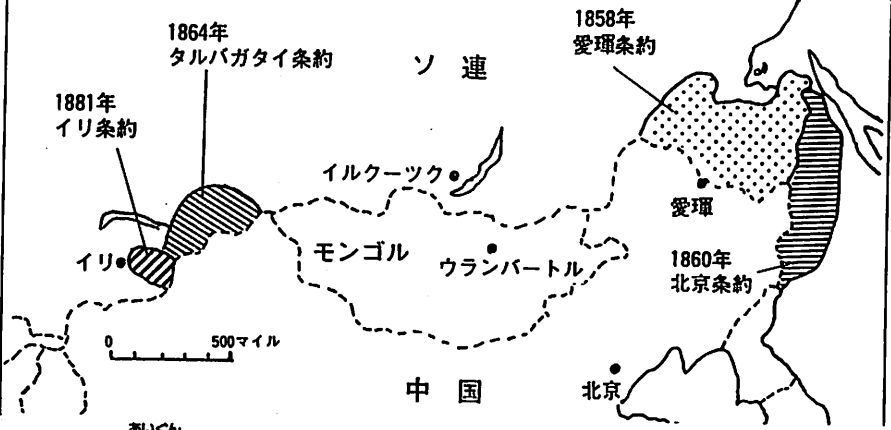 1864年
タルバガタイ条約
1858年
愛琿条約
ソ連
1881年
イリ条約
イルクーツク
愛琿
イリ
モンゴル
ウランバートル
1860年
北京条約
0 500マイル
中国
北京